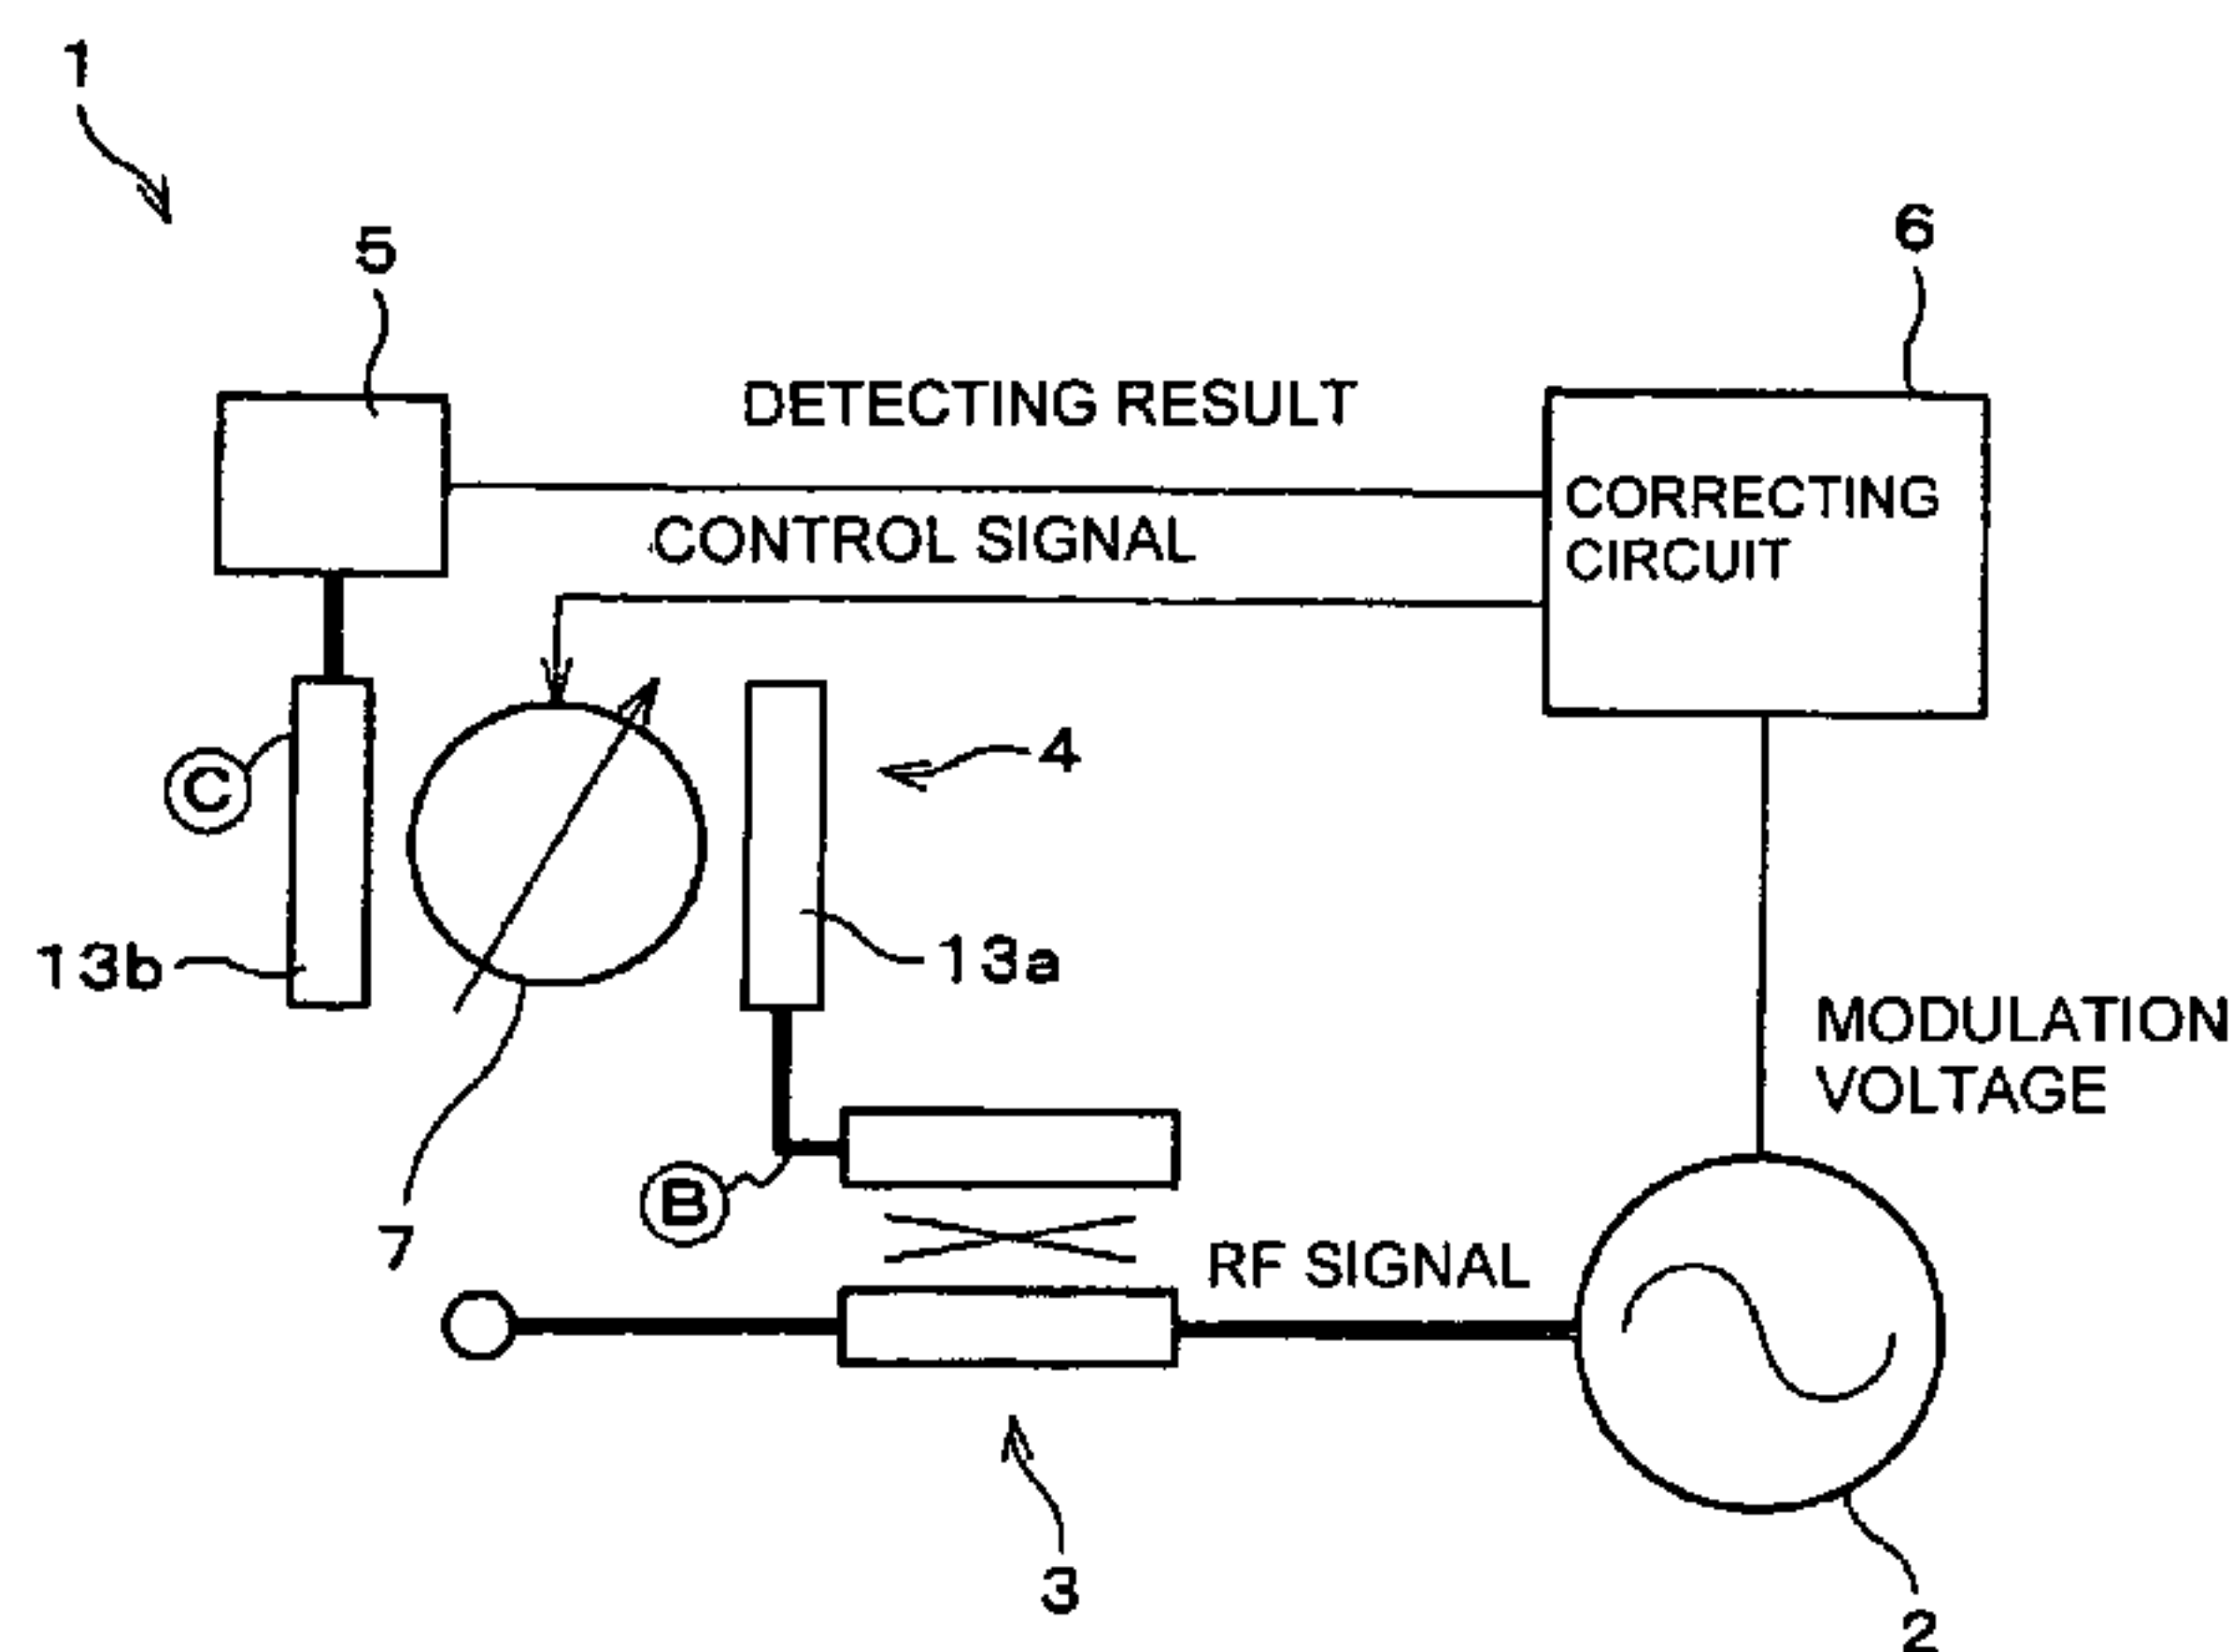 1
5
6
DETECTING RESULT
CORRECTING
CIRCUIT
CONTROL SIGNAL
C
4
13b
13a
MODULATION
VOLTAGE
B
7
RF SIGNAL
3
2